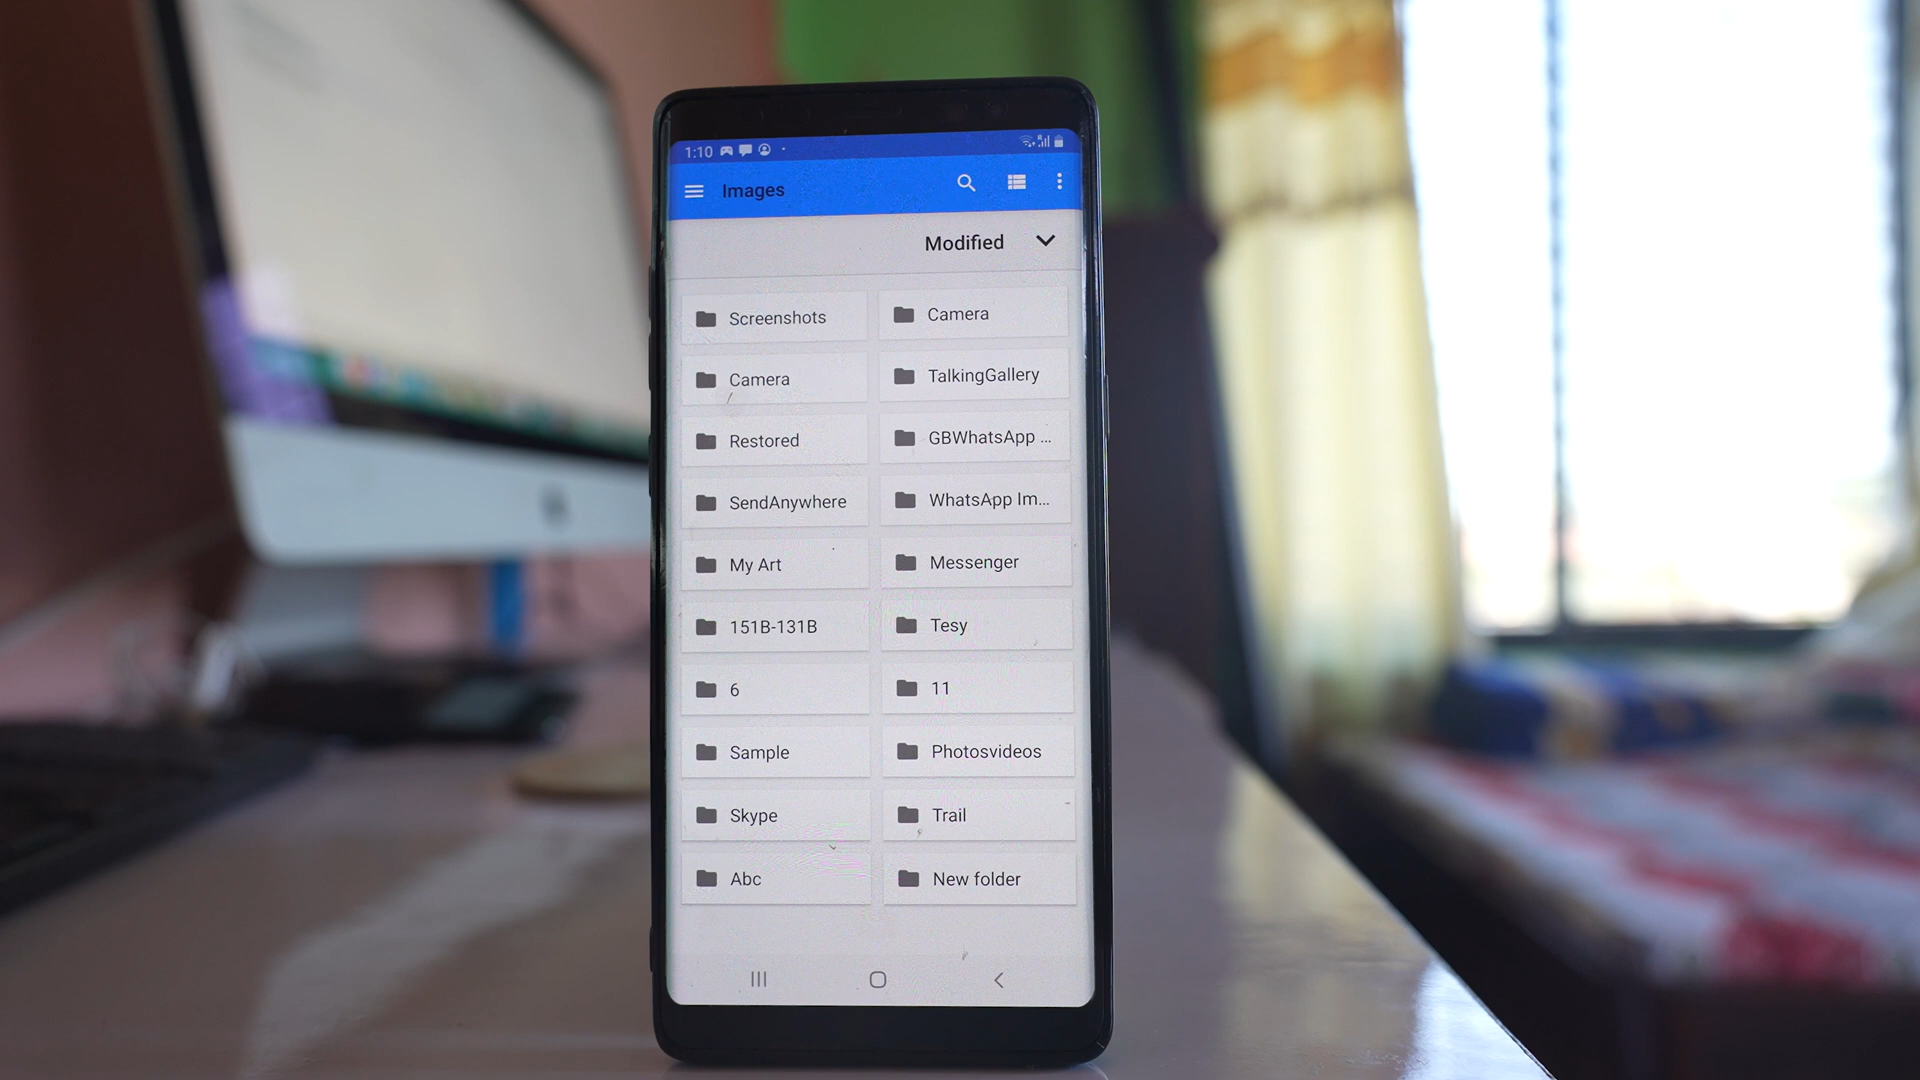 1:10
Images
Modified
Screenshots
Camera
Camera
TalkingGallery
Restored
GBWhatsApp ...
SendAnywhere
WhatsApp Im...
My Art
Messenger
151B-131B
Tesy
6
11
Sample
Photosvideos
Skype
Trail
Abc
New folder